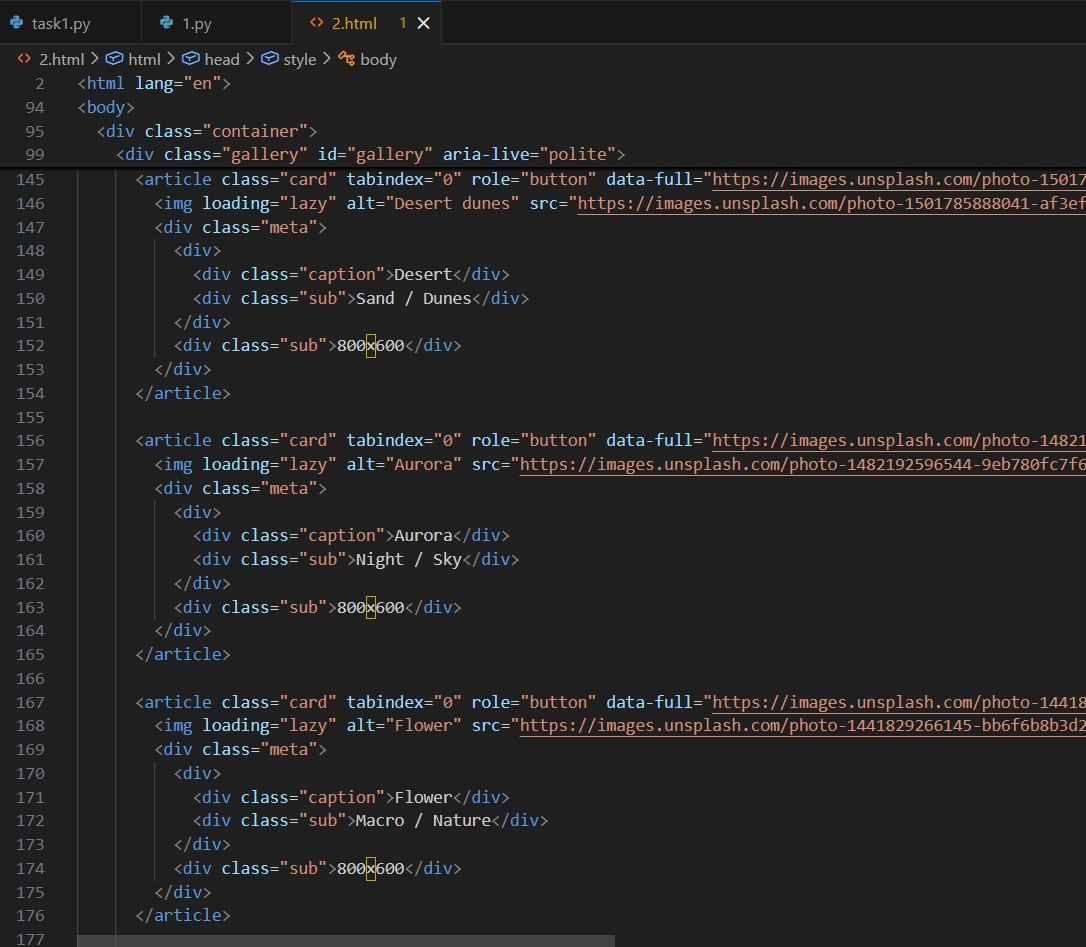 task1.py 1.py 2.html 1
2.html > html > head > style > body
2 <html lang="en">
94 <body>
95 <div class="container">
99 <div class="gallery" id="gallery" aria-live="polite">
145 <article class="card" tabindex="0" role="button" data-full="https://images.unsplash.com/photo-15017
146 <img loading="lazy" alt="Desert dunes" src="https://images.unsplash.com/photo-1501785888041-af3ef
147 <div class="meta">
148 <div>
149 <div class="caption">Desert</div>
150 <div class="sub">Sand / Dunes</div>
151 </div>
152 <div class="sub">800×600</div>
153 </div>
154 </article>
155
156 <article class="card" tabindex="0" role="button" data-full="https://images.unsplash.com/photo-14821
157 <img loading="lazy" alt="Aurora" src="https://images.unsplash.com/photo-1482192596544-9eb780fc7f6
158 <div class="meta">
159 <div>
160 <div class="caption">Aurora</div>
161 <div class="sub">Night / Sky</div>
162 </div>
163 <div class="sub">800×600</div>
164 </div>
165 </article>
166
167 <article class="card" tabindex="0" role="button" data-full="https://images.unsplash.com/photo-14418
168 <img loading="lazy" alt="Flower" src="https://images.unsplash.com/photo-1441829266145-bb6f6b8b3d2
169 <div class="meta">
170 <div>
171 <div class="caption">Flower</div>
172 <div class="sub">Macro / Nature</div>
173 </div>
174 <div class="sub">800×600</div>
175 </div>
176 </article>
177